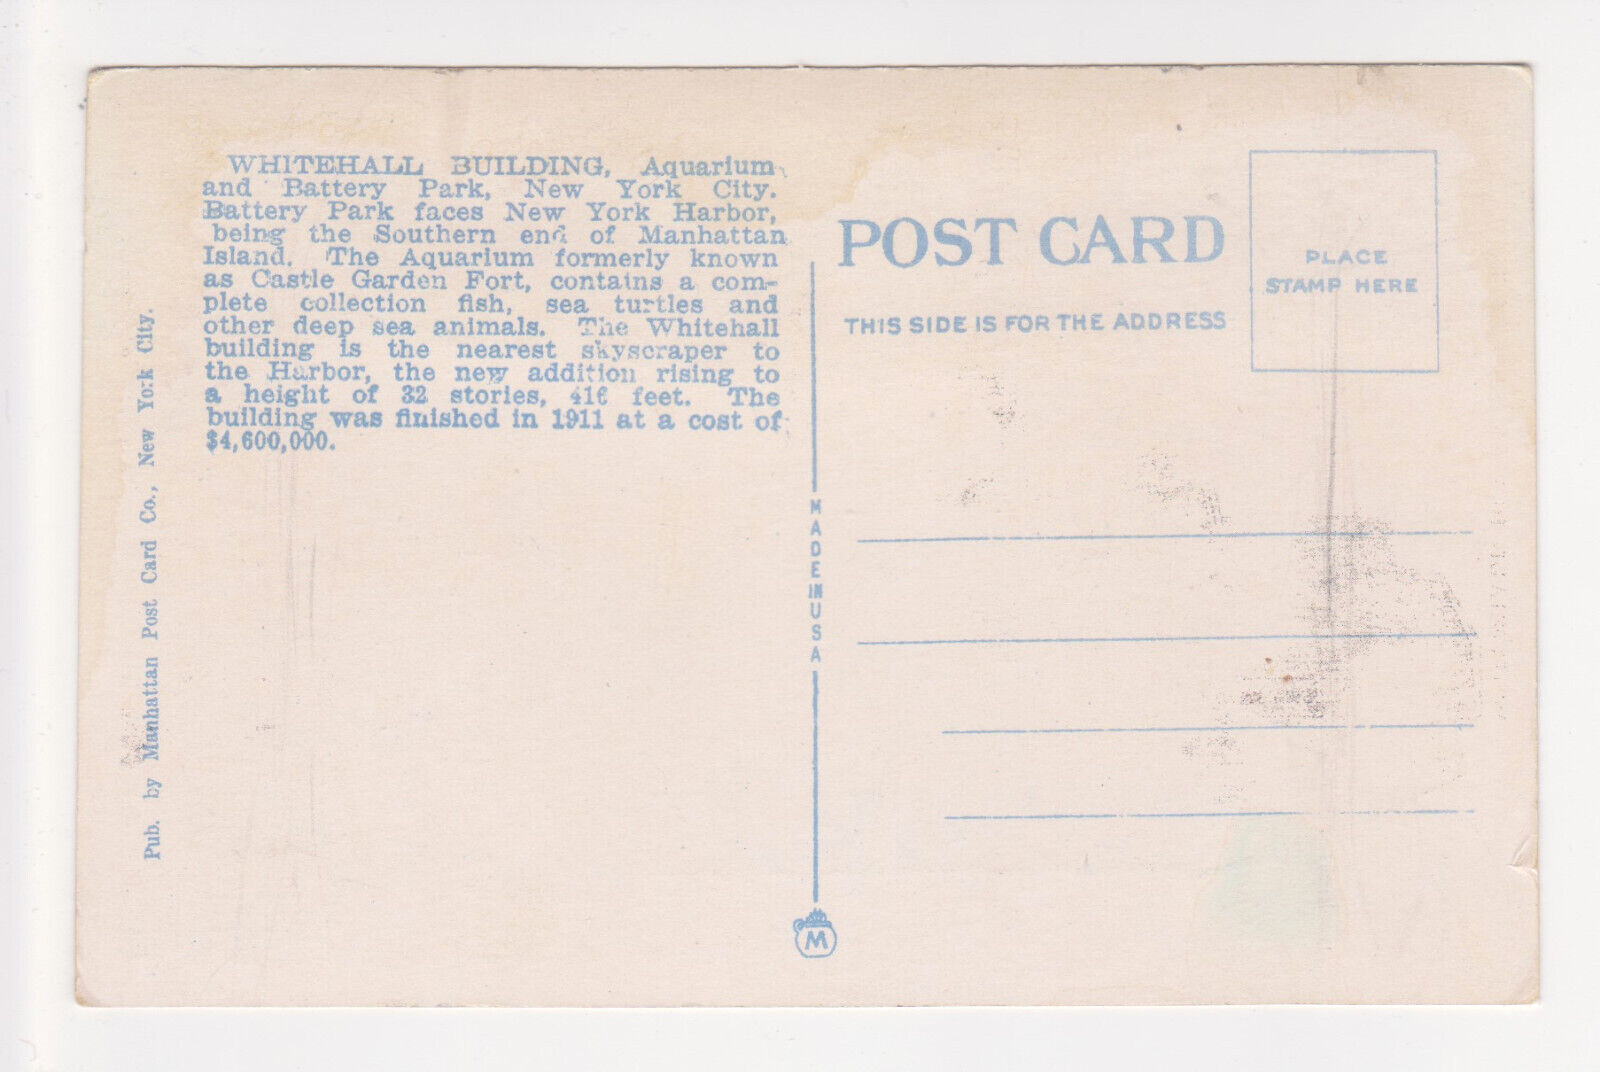 WHITEHALL BUILDING, Aquarium
and Battery Park, New York City.
Battery Park faces New York Harbor,
being the Southern end of Manhattan
Island. The Aquarium formerly known
as Castle Garden Fort, contains a com-
plete collection fish, sea turtles and
other deep sea animals. The Whitehall
building is the nearest skyscraper to
the Harbor, the new addition rising to
a height of 32 stories, 416 feet. The
building was finished in 1911 at a cost of
$4,600,000.
Pub. by Manhattan Post Card Co., New York City.
MADE IN USA
M
POST CARD
THIS SIDE IS FOR THE ADDRESS
PLACE
STAMP HERE